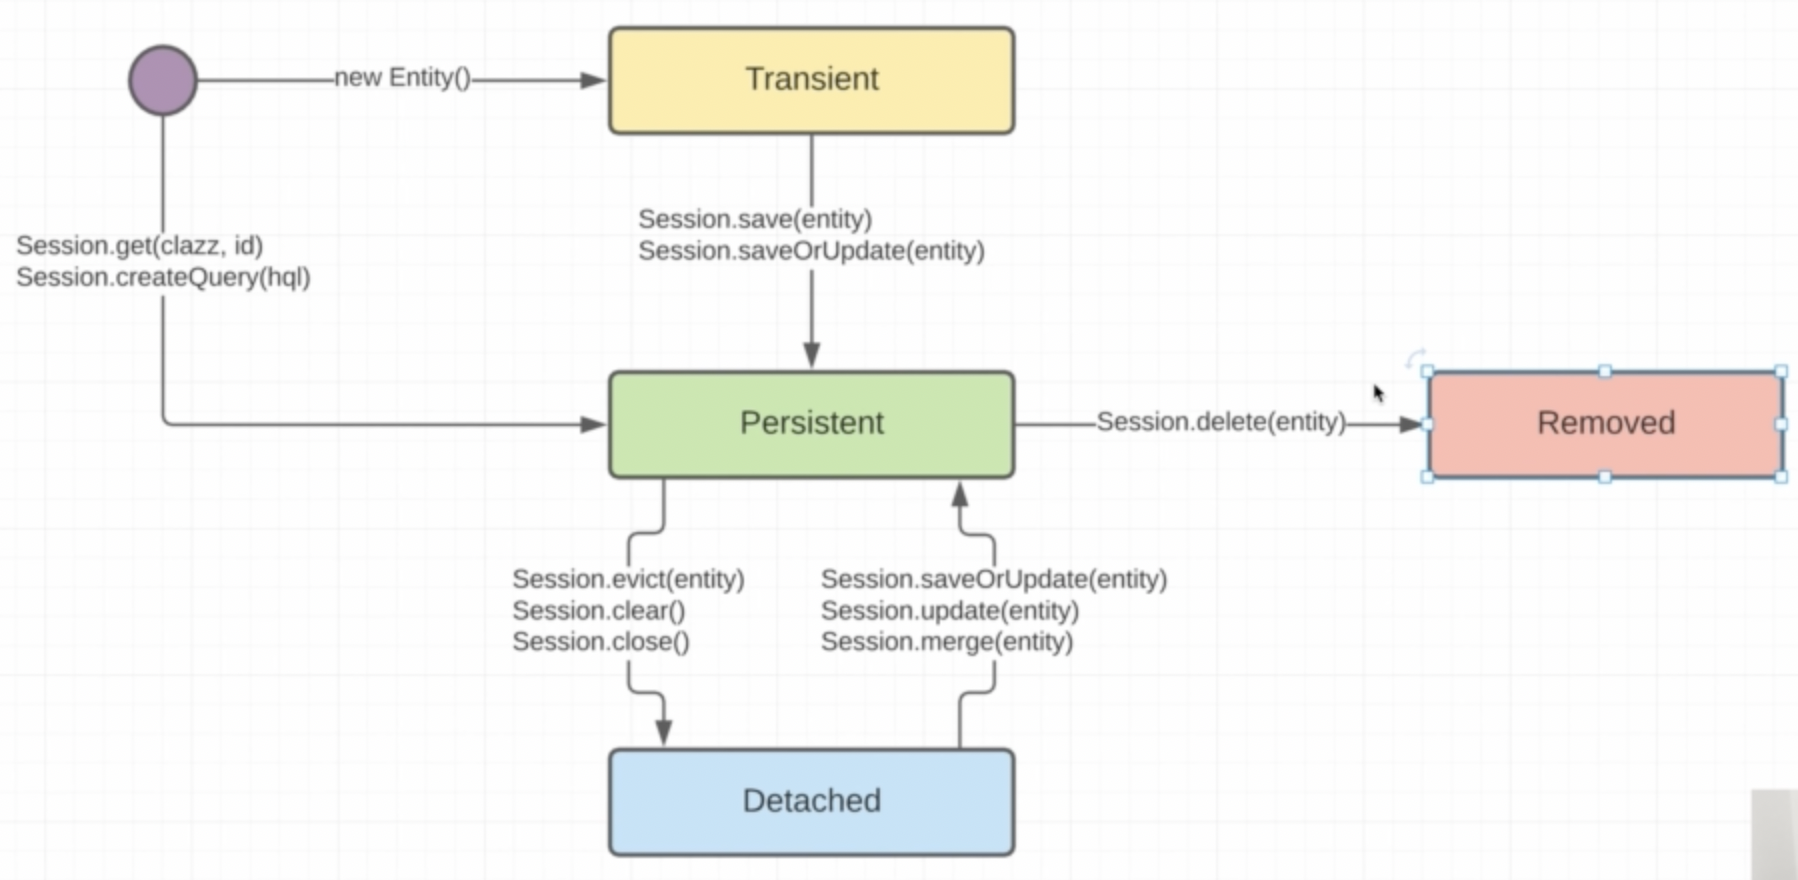 new Entity()
Transient
Session.get(clazz, id)
Session.createQuery(hql)
Session.save(entity)
Session.saveOrUpdate(entity)
Persistent
Session.delete(entity)
Removed
Session.evict(entity)
Session.clear()
Session.close()
Session.saveOrUpdate(entity)
Session.update(entity)
Session.merge(entity)
Detached